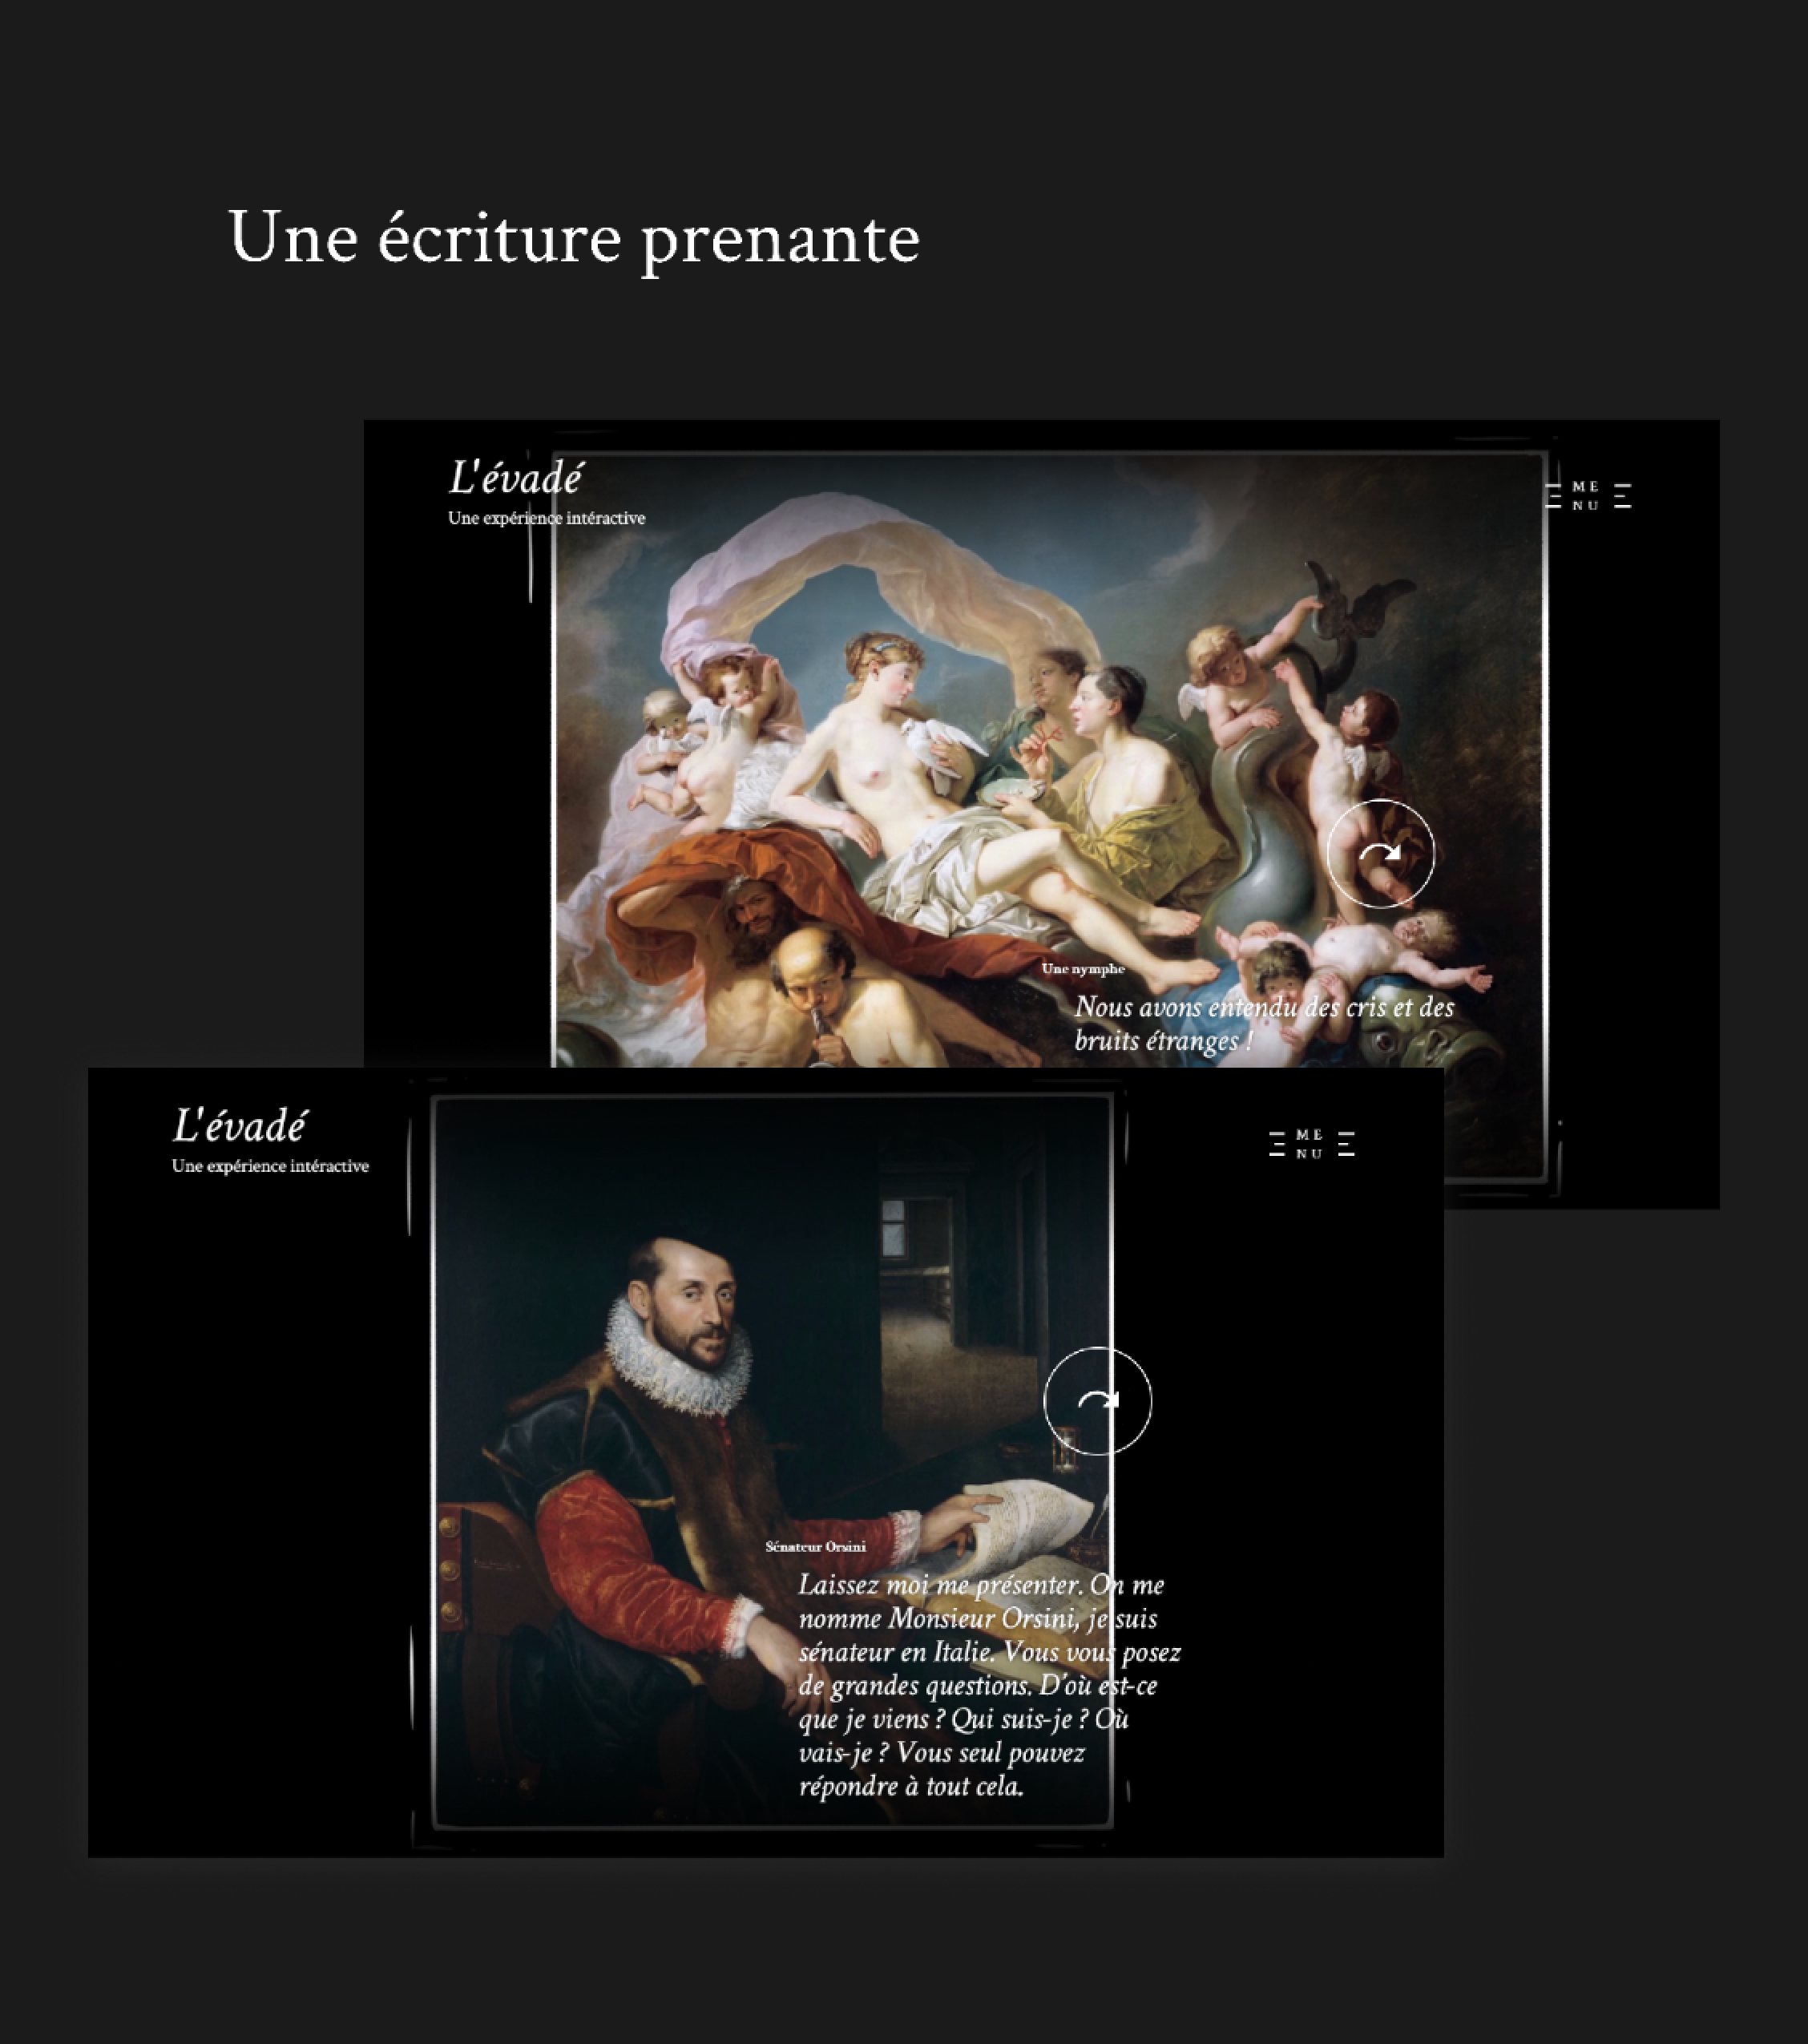 Une écriture prenante
L'évadé
Une expérience intéractive
ME
NU
Une nymphe
Nous avons entendu des cris et des
bruits étranges !
L'évadé
Une expérience intéractive
ME
NU
Sénateur Orsini
Laissez moi me présenter. On me
nomme Monsieur Orsini, je suis
sénateur en Italie. Vous vous posez
de grandes questions. D'où est-ce
que je viens ? Qui suis-je ? Où
vais-je ? Vous seul pouvez
répondre à tout cela.